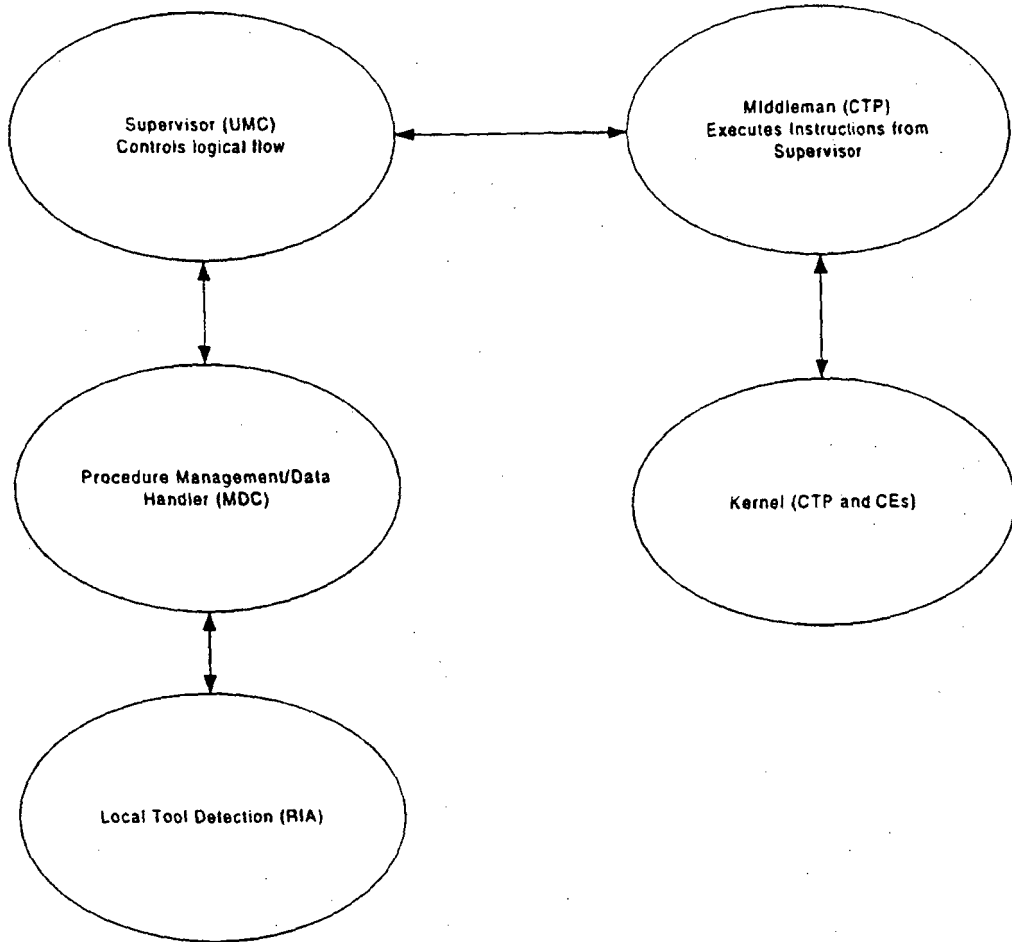 Supervisor (UMC)
Controls logical flow
Middleman (CTP)
Executes Instructions from
Supervisor
Procedure Management/Data
Handler (MDC)
Kernel (CTP and CEs)
Local Tool Detection (RIA)